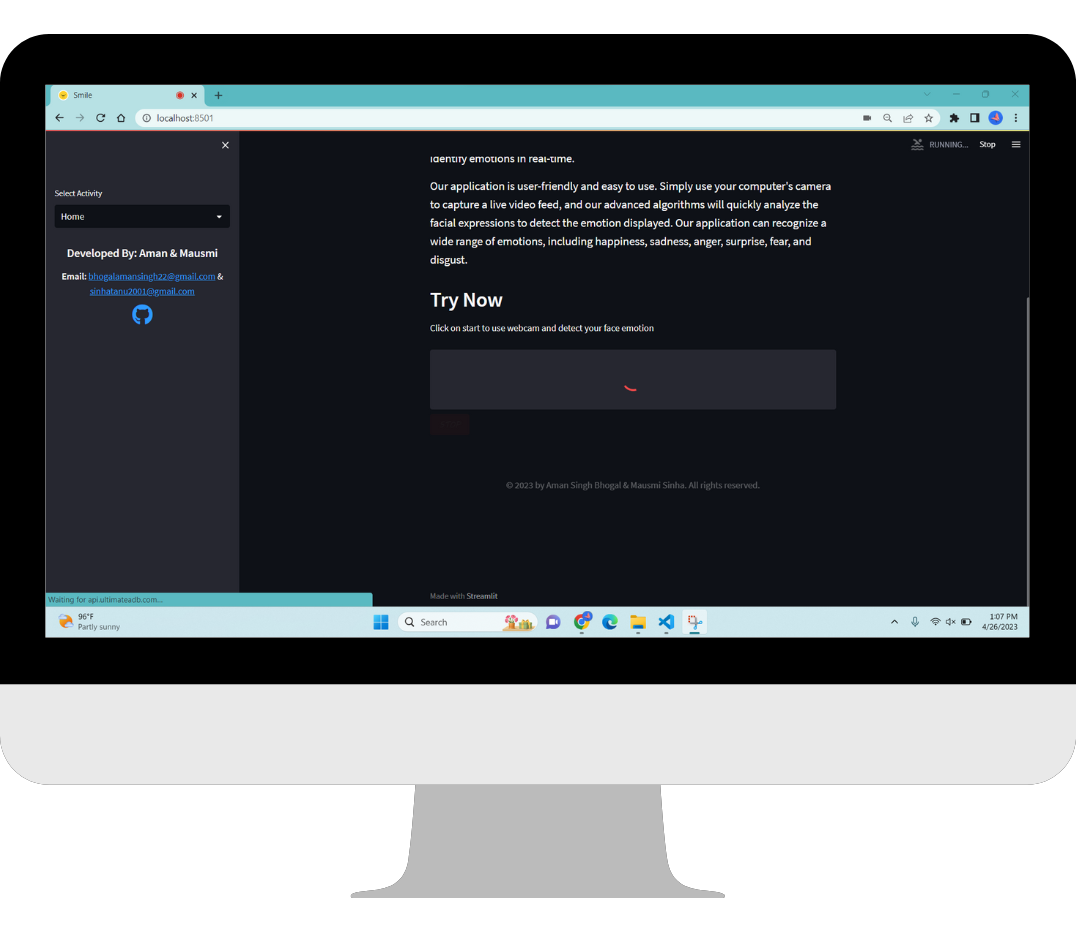 Smile
localhost:8501
RUNNING...
Stop
Select Activity
Home
Developed By: Aman & Mausmi
Email: bhogalamansingh22@gmail.com &
sinhatanu2001@gmail.com
identify emotions in real-time.
Our application is user-friendly and easy to use. Simply use your computer's camera
to capture a live video feed, and our advanced algorithms will quickly analyze the
facial expressions to detect the emotion displayed. Our application can recognize a
wide range of emotions, including happiness, sadness, anger, surprise, fear, and
disgust.
Try Now
Click on start to use webcam and detect your face emotion
© 2023 by Aman Singh Bhogal & Mausmi Sinha. All rights reserved.
Made with Streamlit
Waiting for api.ultimateadb.com...
96°F
Partly sunny
Search
1:07 PM
4/26/2023